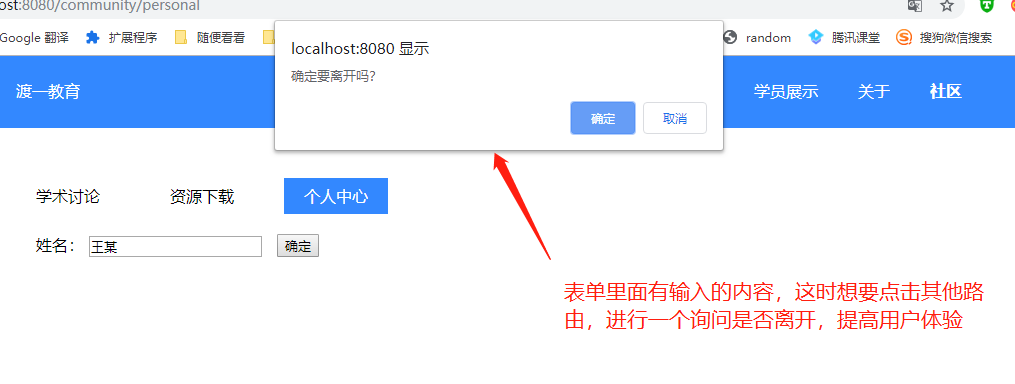 ost:8080/community/personal
Google 翻译 扩展程序 随便看看 random 腾讯课堂 搜狗微信搜索
localhost:8080 显示
确定要离开吗?
确定 取消
渡一教育 学员展示 关于 社区
学术讨论 资源下载 个人中心
姓名： 王某 确定
表单里面有输入的内容，这时想要点击其他路
由，进行一个询问是否离开，提高用户体验